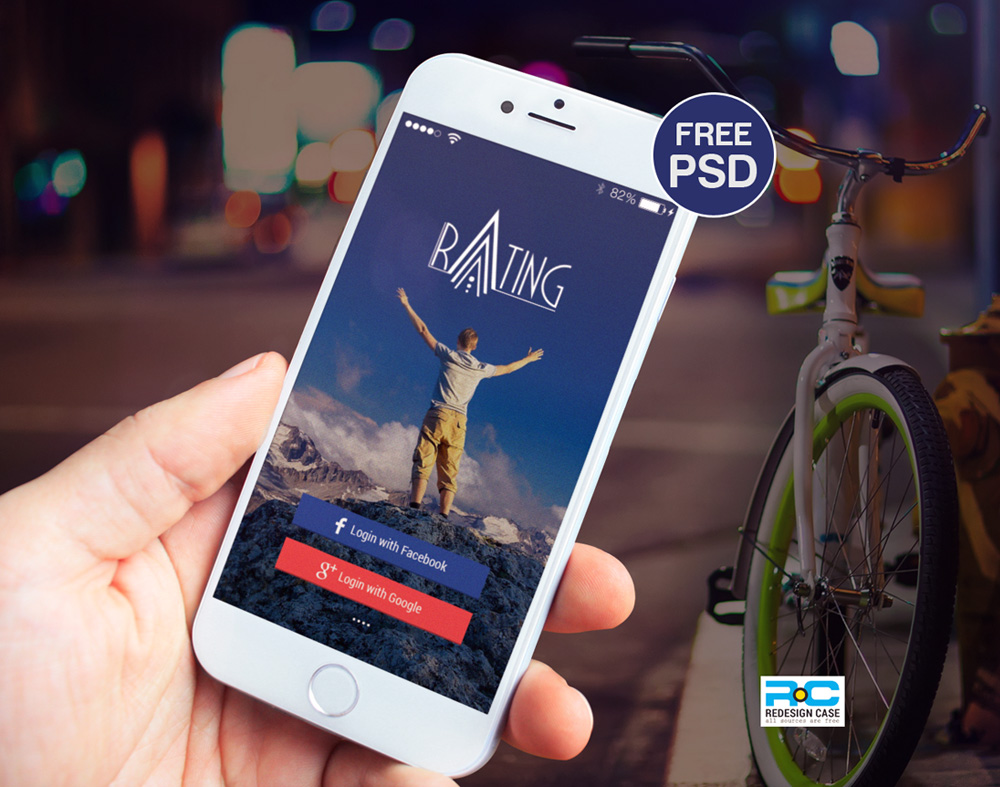 FREE
PSD
82%
RATING
f Login with Facebook
g+ Login with Google
RC
REDESIGN CASE
all sources are free